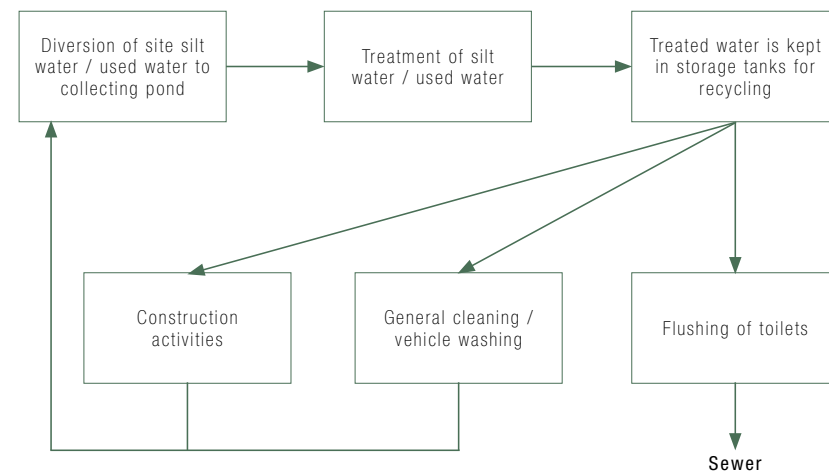 Diversion of site silt
water / used water to
collecting pond
Treatment of silt
water / used water
Treated water is kept
in storage tanks for
recycling
Construction
activities
General cleaning /
vehicle washing
Flushing of toilets
Sewer